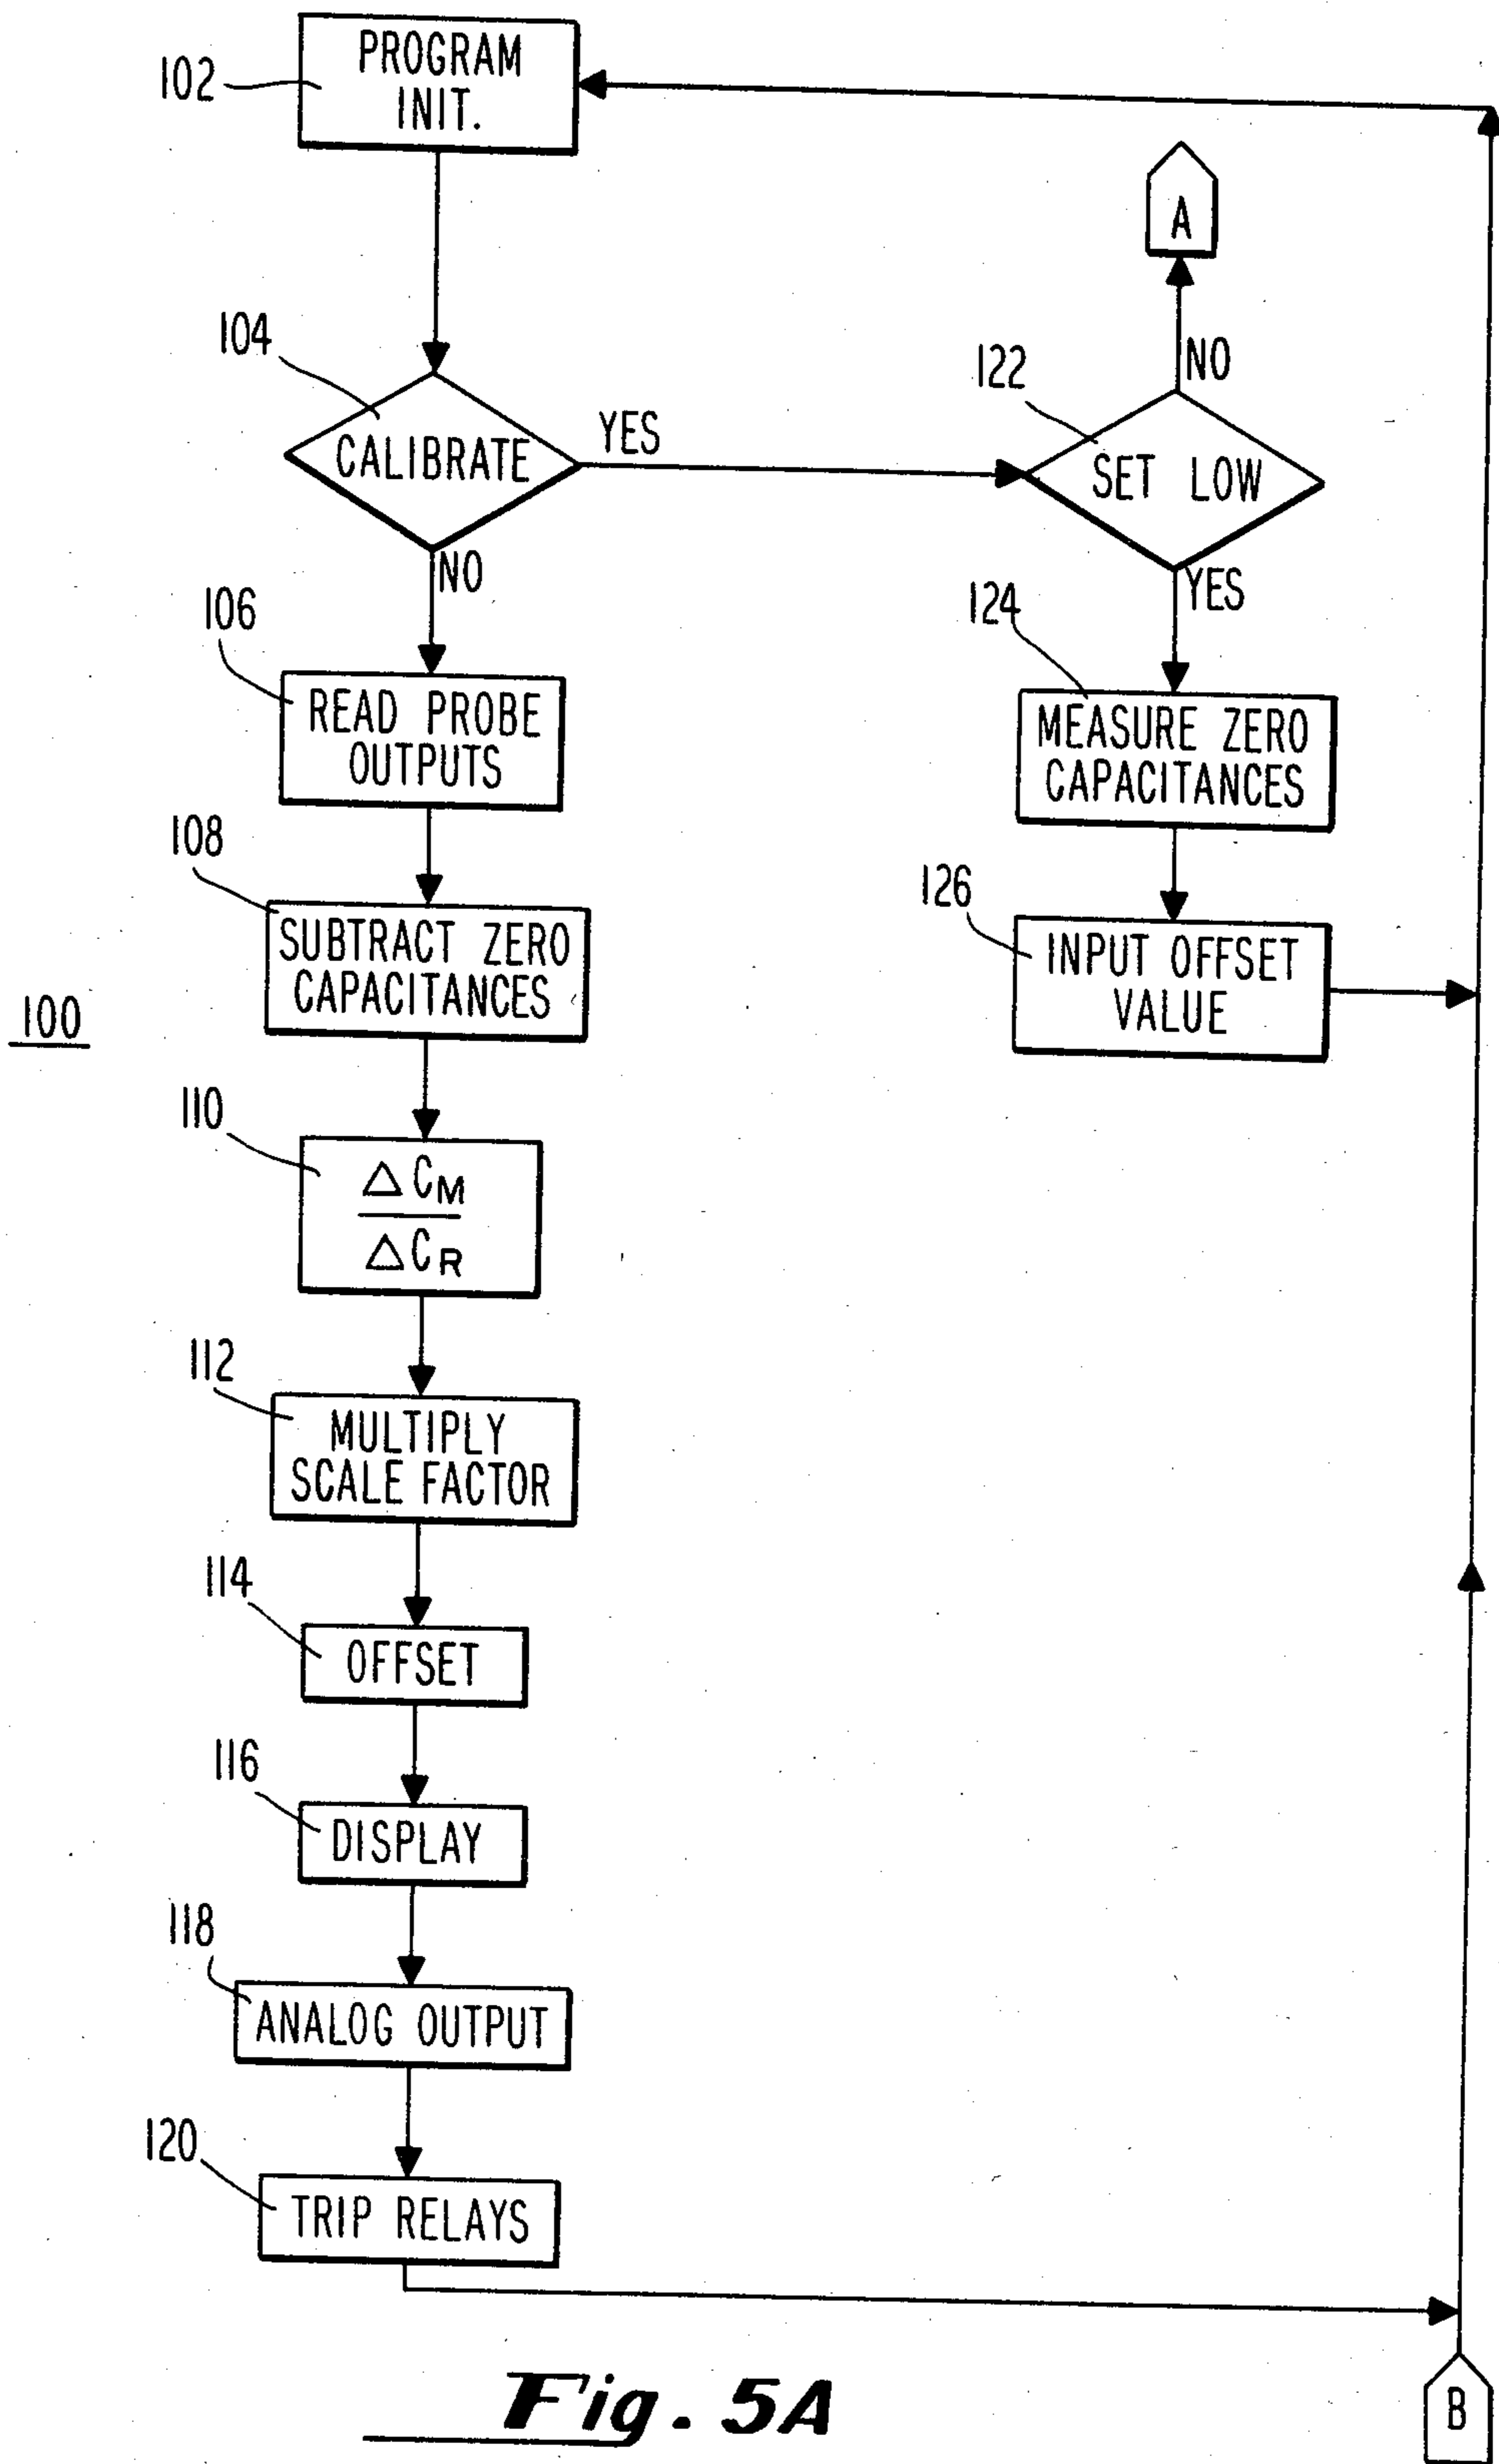 102
PROGRAM
INIT.
A
NO
104
CALIBRATE
YES
122
SET LOW
NO
YES
106
READ PROBE
OUTPUTS
124
MEASURE ZERO
CAPACITANCES
108
SUBTRACT ZERO
CAPACITANCES
126
INPUT OFFSET
VALUE
100
110
△CM
△CR
112
MULTIPLY
SCALE FACTOR
114
OFFSET
116
DISPLAY
118
ANALOG OUTPUT
120
TRIP RELAYS
B
Fig. 5A